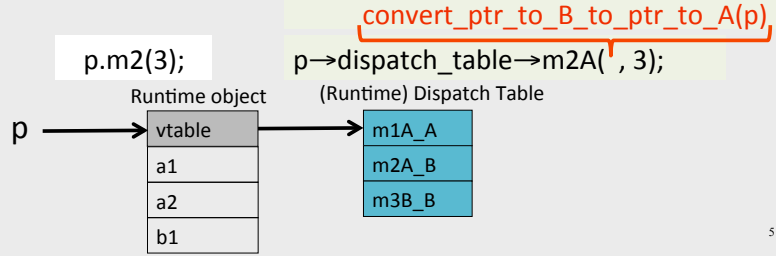 convert_ptr_to_B_to_ptr_to_A(p)
p.m2(3);
p→dispatch_table→m2A( , 3);
Runtime object
(Runtime) Dispatch Table
p
vtable
m1A_A
a1
m2A_B
a2
m3B_B
b1
5